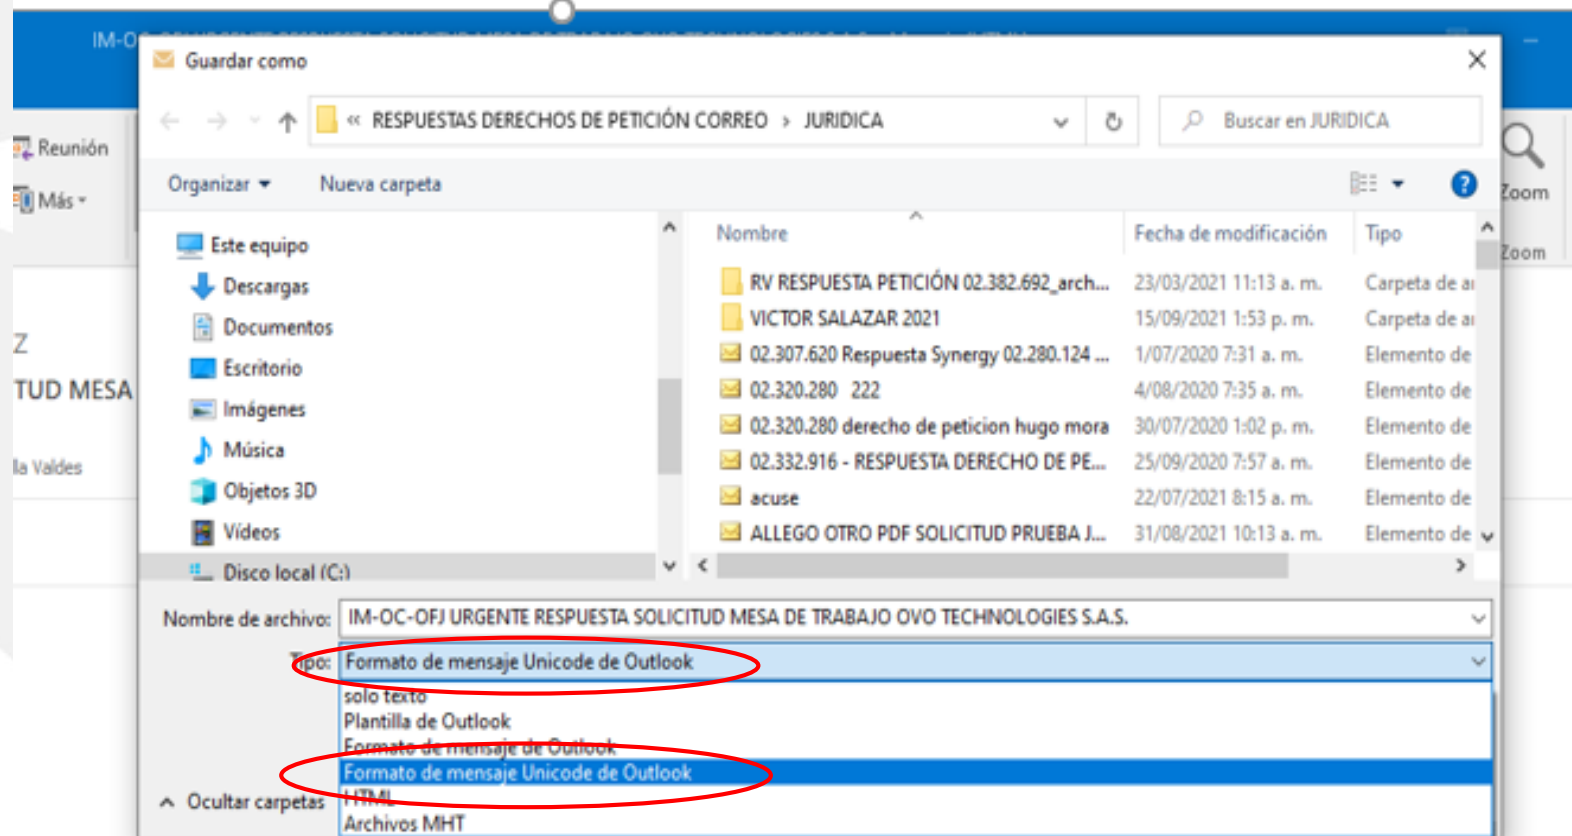 IM-O
Guardar como
« RESPUESTAS DERECHOS DE PETICIÓN CORREO › JURIDICA
Buscar en JURIDICA
Reunión
Más
Organizar
Nueva carpeta
Zoom
Zoom
Nombre
Fecha de modificación
Tipo
Este equipo
Descargas
Documentos
Escritorio
Imágenes
Música
Objetos 3D
Vídeos
Disco local (C:)
RV RESPUESTA PETICIÓN 02.382.692_arch... 23/03/2021 11:13 a. m. Carpeta de ar
VICTOR SALAZAR 2021 15/09/2021 1:53 p. m. Carpeta de ar
02.307.620 Respuesta Synergy 02.280.124 ... 1/07/2020 7:31 a. m. Elemento de
02.320.280 222 4/08/2020 7:35 a. m. Elemento de
02.320.280 derecho de peticion hugo mora 30/07/2020 1:02 p. m. Elemento de
02.332.916 - RESPUESTA DERECHO DE PE... 25/09/2020 7:57 a. m. Elemento de
acuse 22/07/2021 8:15 a. m. Elemento de
ALLEGO OTRO PDF SOLICITUD PRUEBA J... 31/08/2021 10:13 a. m. Elemento de
Z
TUD MESA
lla Valdes
Nombre de archivo: IM-OC-OFJ URGENTE RESPUESTA SOLICITUD MESA DE TRABAJO OVO TECHNOLOGIES S.A.S.
Tipo: Formato de mensaje Unicode de Outlook
solo texto
Plantilla de Outlook
Formato de mensaje de Outlook
Formato de mensaje Unicode de Outlook
HTML
Archivos MHT
Ocultar carpetas